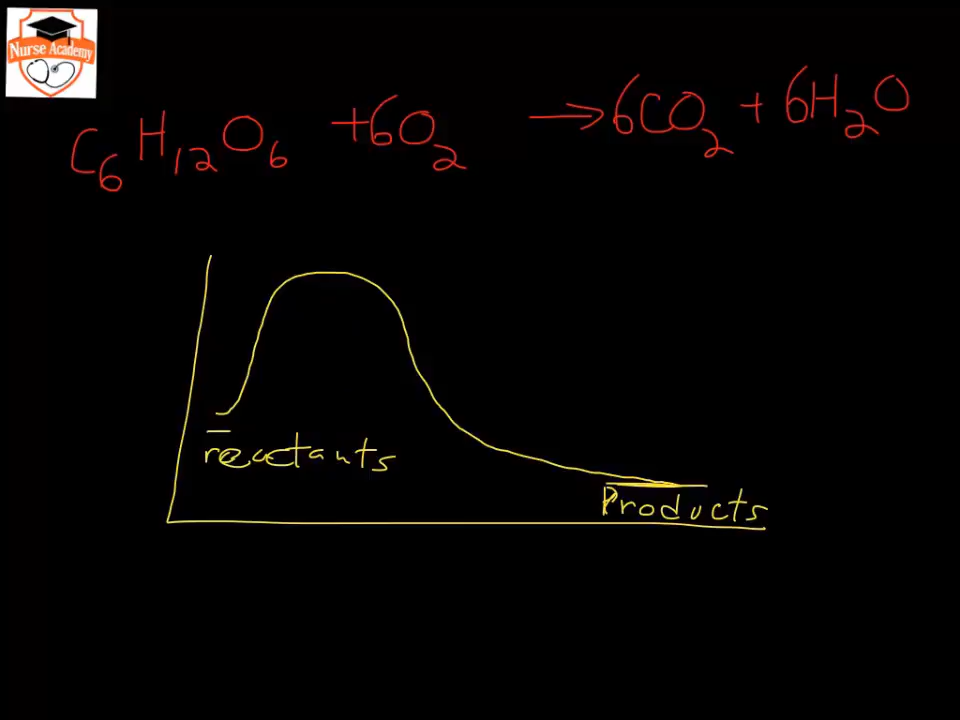 Nurse Academy
C₆H₁₂O₆ + 6O₂ → 6CO₂ + 6H₂O
reactants
Products